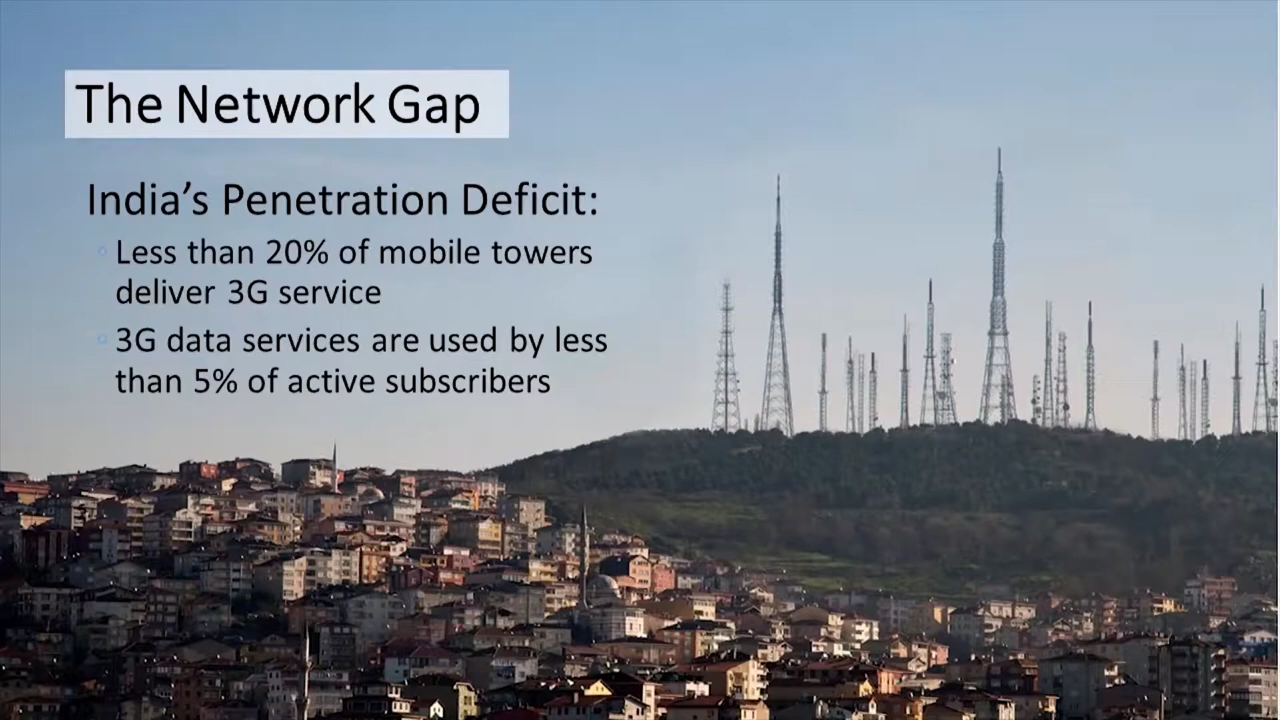 The Network Gap
India’s Penetration Deficit:
Less than 20% of mobile towers
deliver 3G service
3G data services are used by less
than 5% of active subscribers